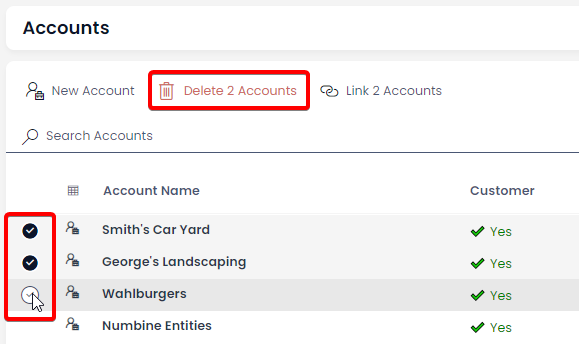 Accounts
New Account Delete 2 Accounts Link 2 Accounts
Search Accounts
Account Name Customer
Smith's Car Yard Yes
George's Landscaping Yes
Wahlburgers Yes
Numbine Entities Yes